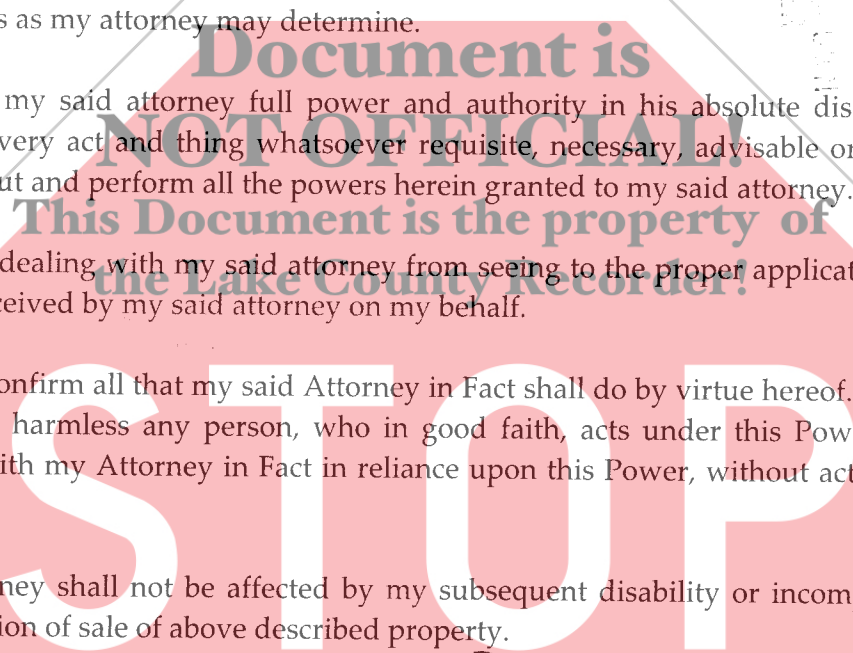 s as my attorney may determine.
Document is
my said attorney full power and authority in his absolute dis
NOT OFFICIAL!
very act and thing whatsoever requisite, necessary, advisable or
ut and perform all the powers herein granted to my said attorney.
This Document is the property of
dealing with my said attorney from seeing to the proper applicat
the Lake County Recorder!
ceived by my said attorney on my behalf.
onfirm all that my said Attorney in Fact shall do by virtue hereof.
harmless any person, who in good faith, acts under this Pow
ith my Attorney in Fact in reliance upon this Power, without act
STOP
ney shall not be affected by my subsequent disability or incom
ion of sale of above described property.